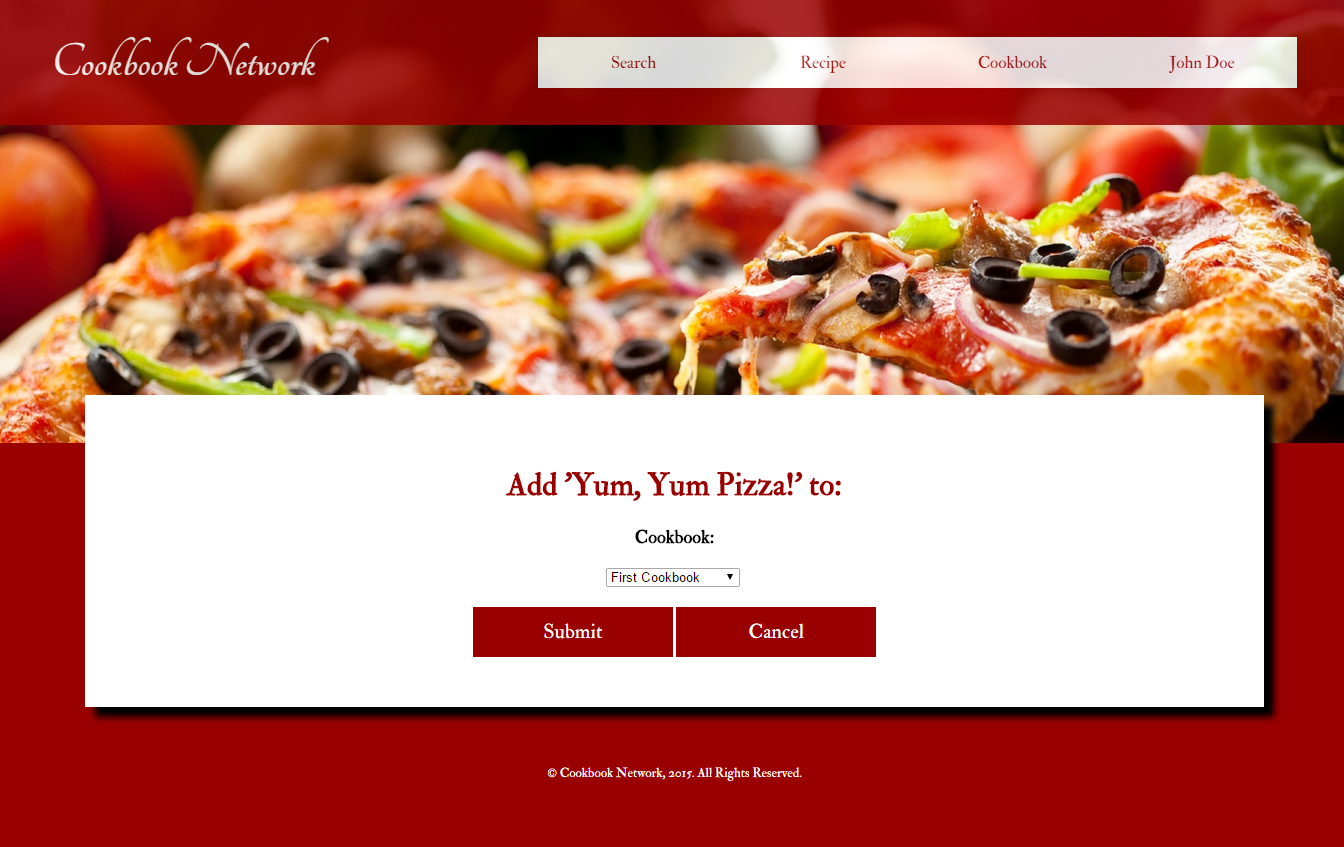 Cookbook Network
Search Recipe Cookbook John Doe
Add 'Yum, Yum Pizza!' to:
Cookbook:
First Cookbook
Submit Cancel
© Cookbook Network, 2015. All Rights Reserved.